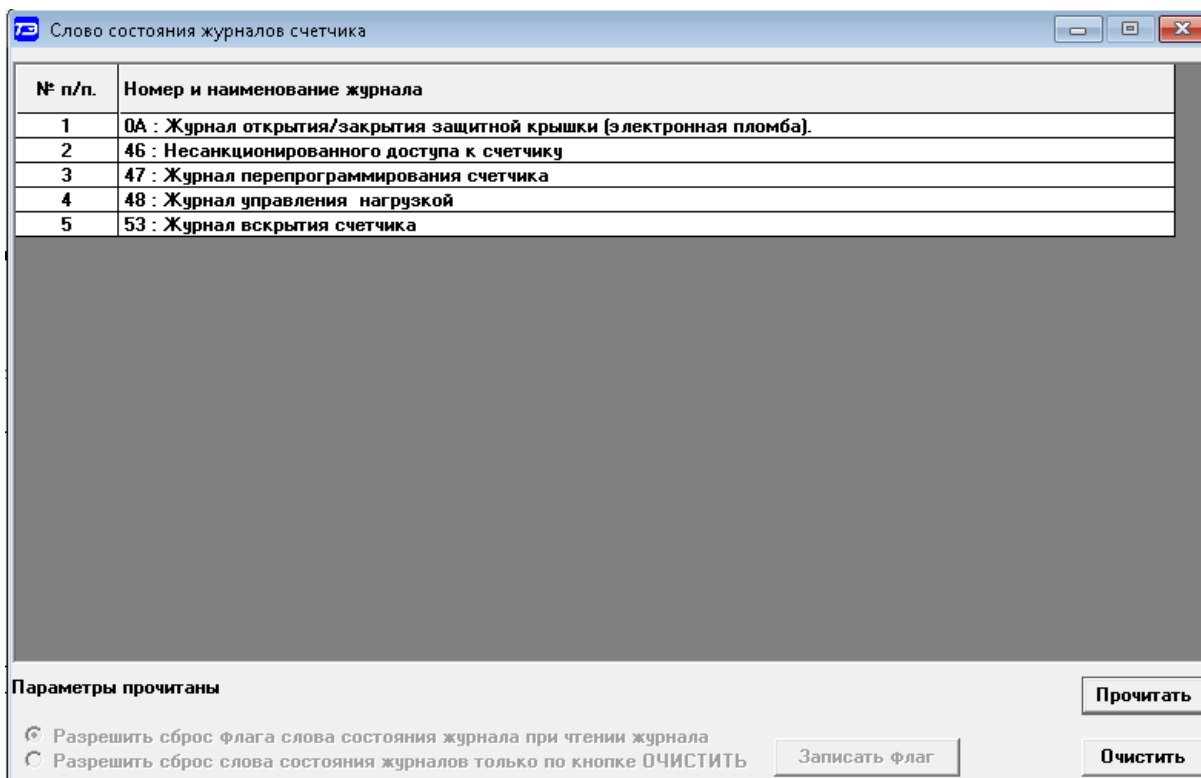 ТЭ Слово состояния журналов счетчика
№ п/п. Номер и наименование журнала
1 0A : Журнал открытия/закрытия защитной крышки (электронная пломба).
2 46 : Несанкционированного доступа к счетчику
3 47 : Журнал перепрограммирования счетчика
4 48 : Журнал управления нагрузкой
5 53 : Журнал вскрытия счетчика
Параметры прочитаны
Прочитать
Разрешить сброс флага слова состояния журнала при чтении журнала
Разрешить сброс слова состояния журналов только по кнопке ОЧИСТИТЬ
Записать флаг
Очистить